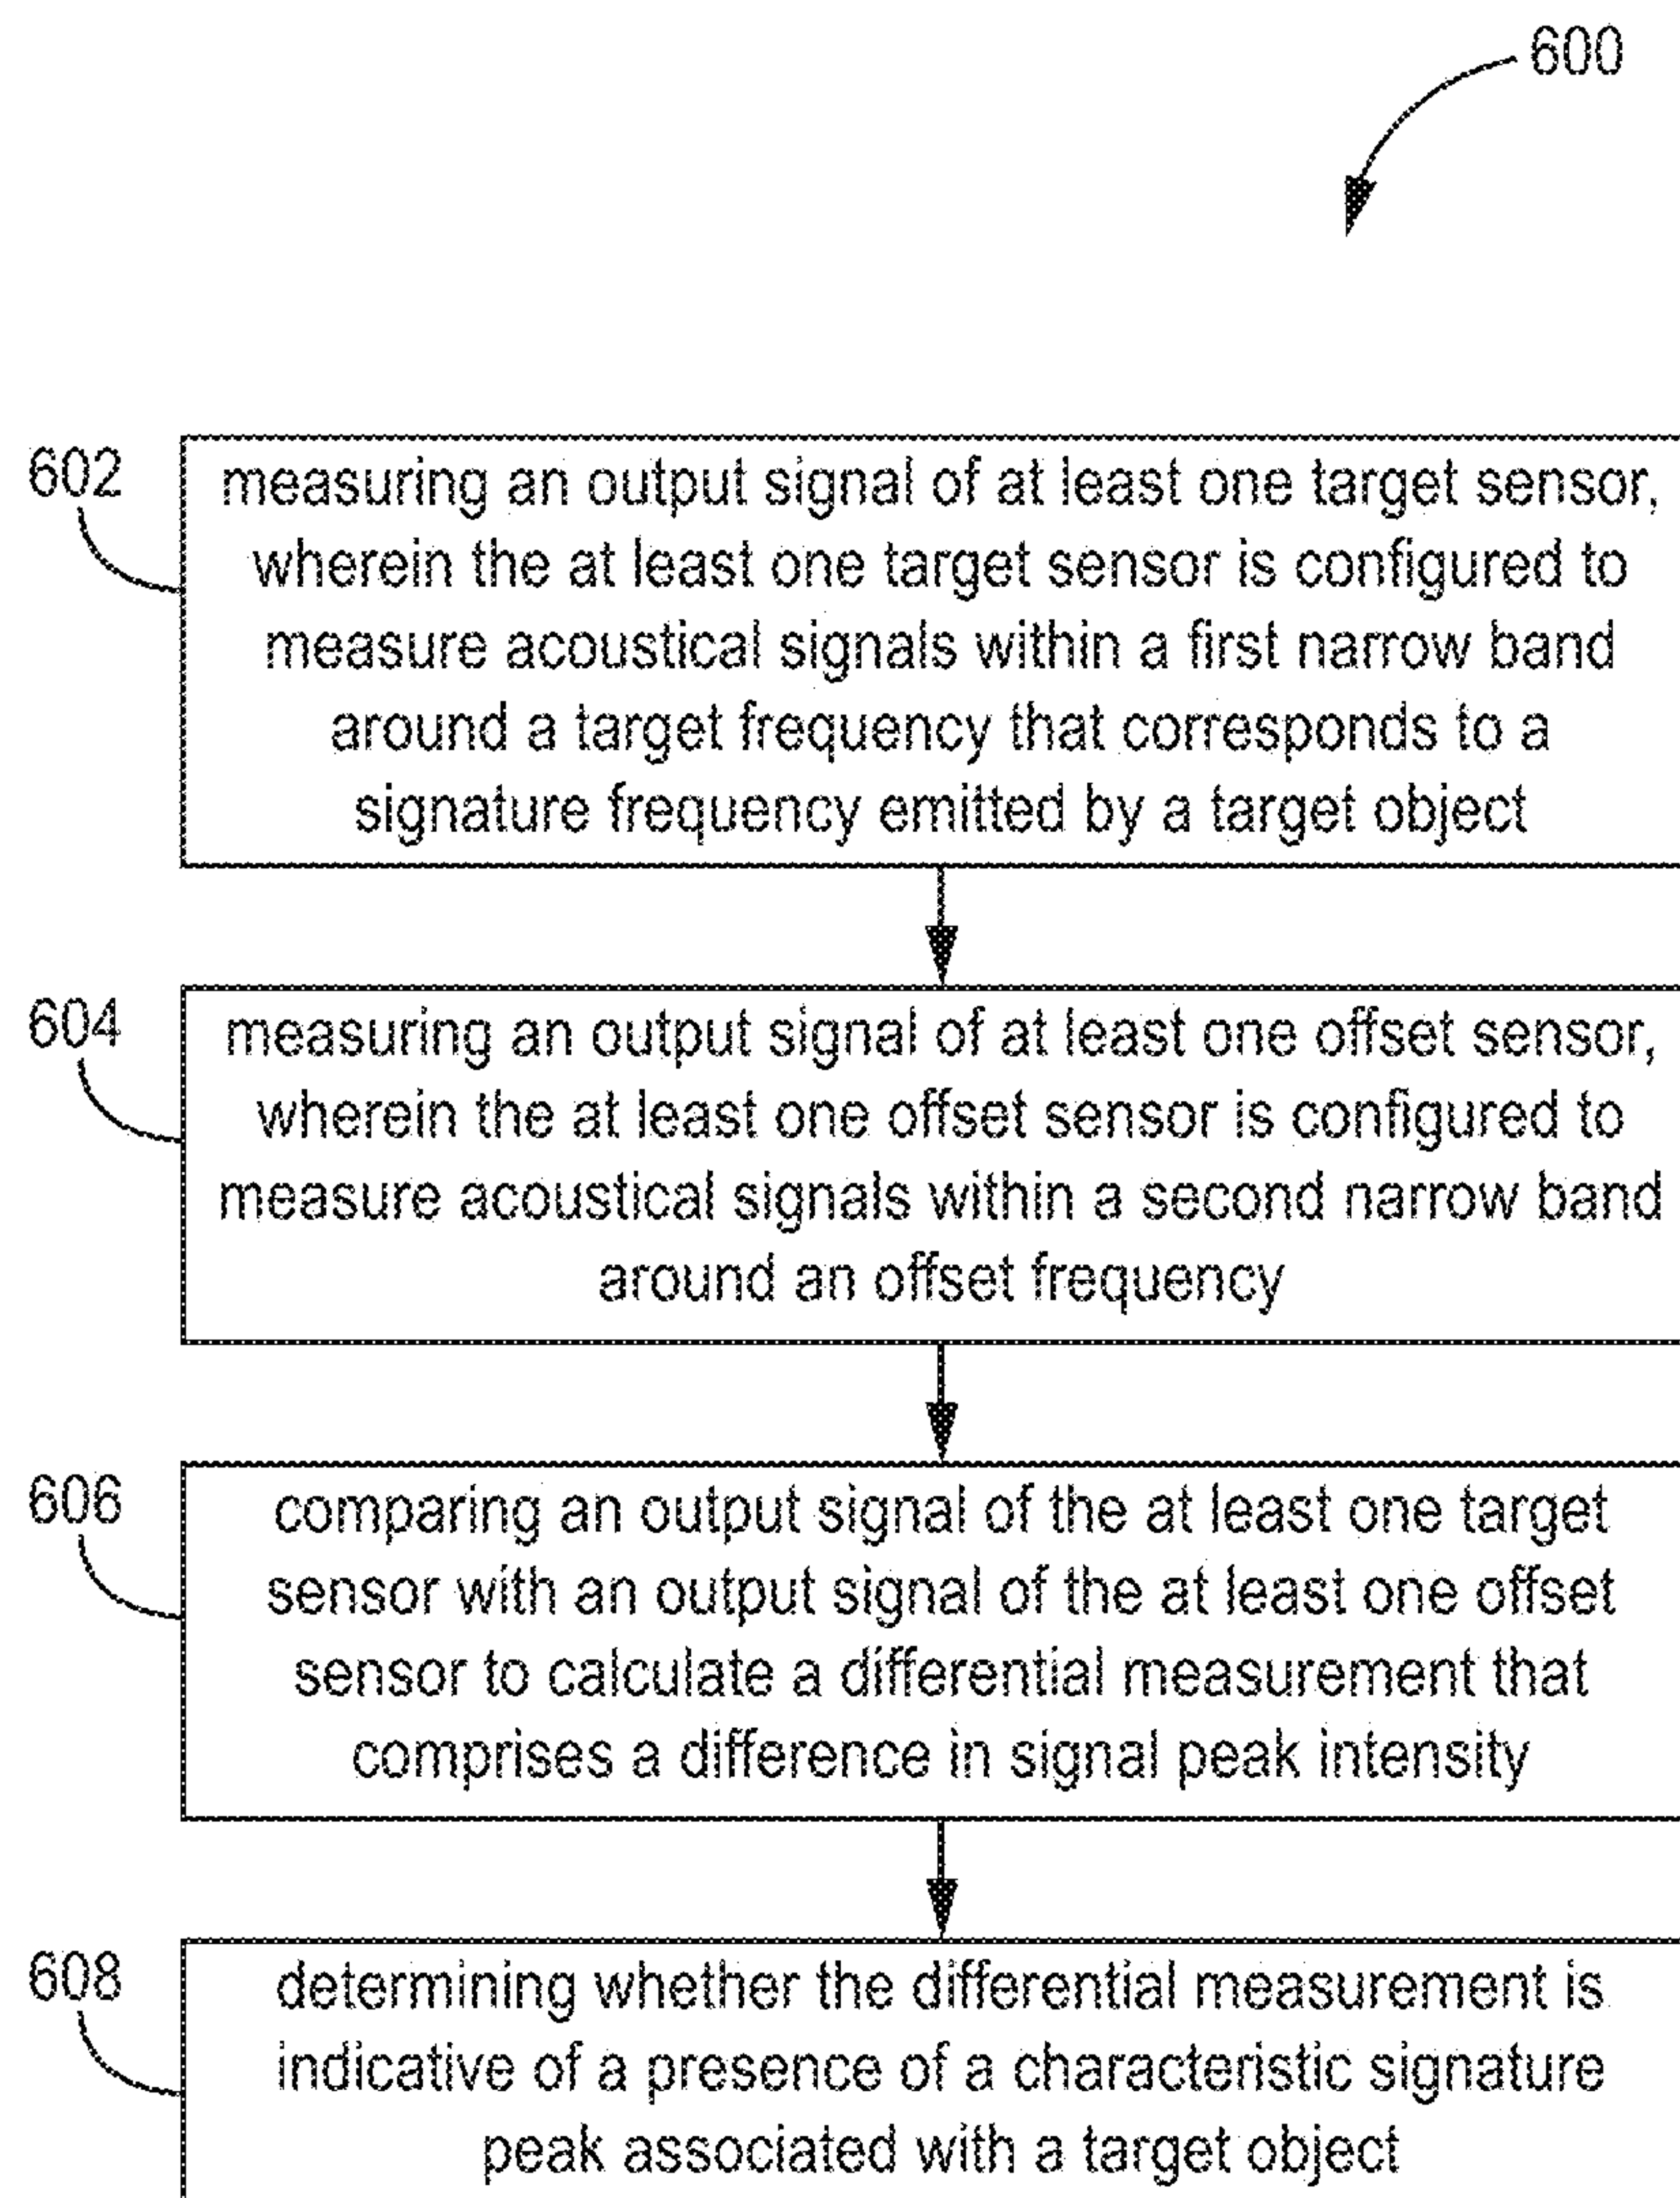 600
602
measuring an output signal of at least one target sensor,
wherein the at least one target sensor is configured to
measure acoustical signals within a first narrow band
around a target frequency that corresponds to a
signature frequency emitted by a target object
604
measuring an output signal of at least one offset sensor,
wherein the at least one offset sensor is configured to
measure acoustical signals within a second narrow band
around an offset frequency
606
comparing an output signal of the at least one target
sensor with an output signal of the at least one offset
sensor to calculate a differential measurement that
comprises a difference in signal peak intensity
608
determining whether the differential measurement is
indicative of a presence of a characteristic signature
peak associated with a target object